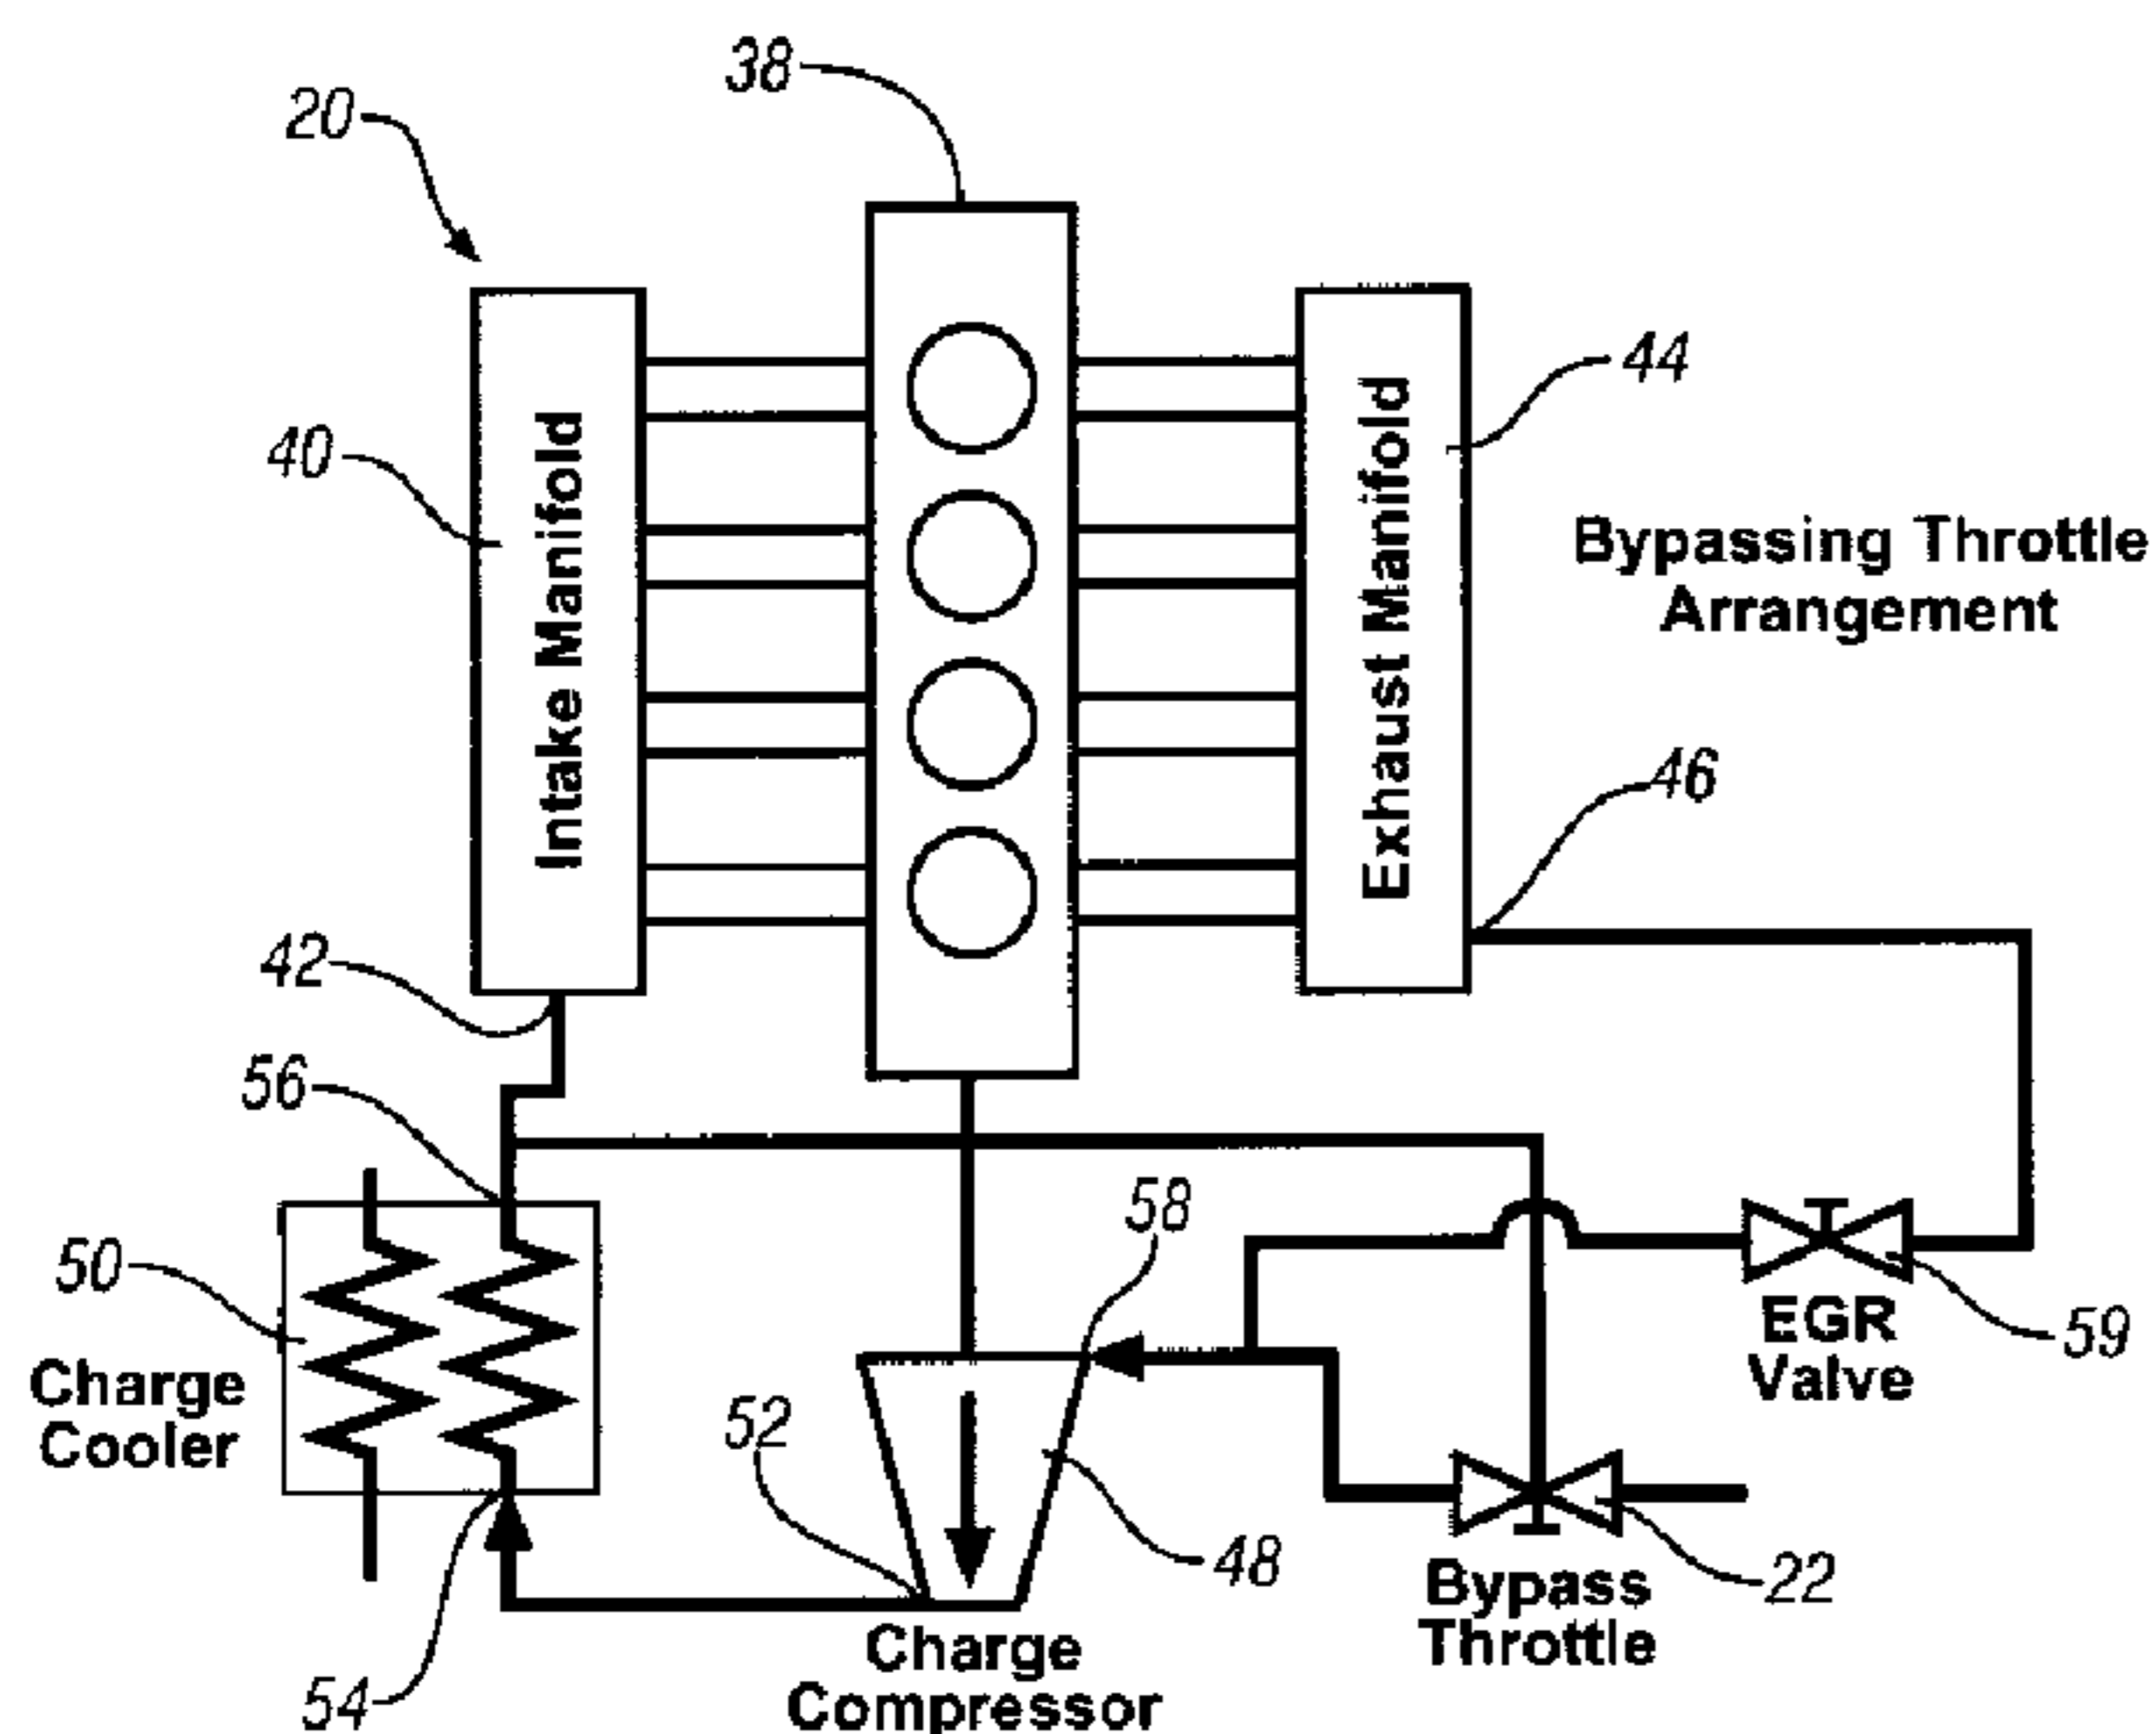 38
20
44
40
Intake Manifold
Exhaust Manifold
Bypassing Throttle
Arrangement
46
42
56
58
50
59
EGR
Valve
Charge
Cooler
52
48
22
Bypass
Throttle
54
Charge
Compressor